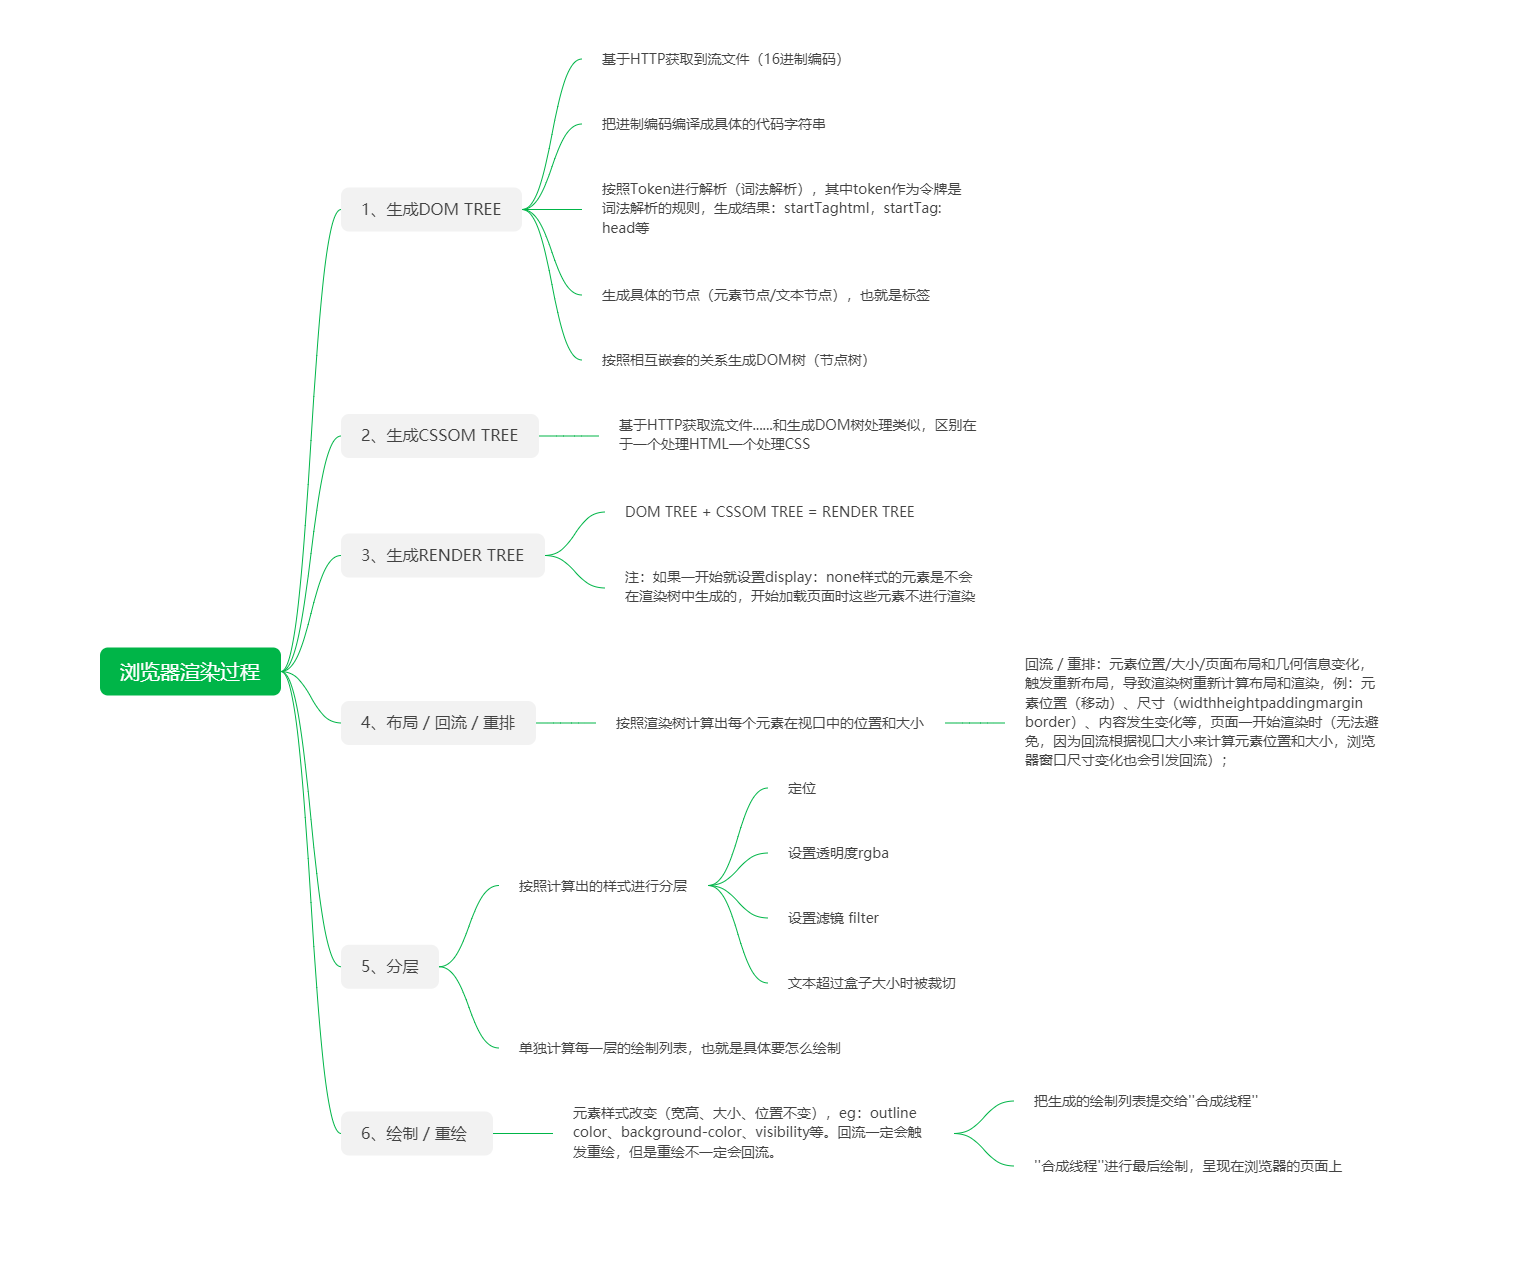 浏览器渲染过程
1、生成DOM TREE
基于HTTP获取到流文件（16进制编码）
把进制编码编译成具体的代码字符串
按照Token进行解析（词法解析），其中token作为令牌是
词法解析的规则，生成结果：startTaghtml，startTag:
head等
生成具体的节点（元素节点/文本节点），也就是标签
按照相互嵌套的关系生成DOM树（节点树）
2、生成CSSOM TREE
基于HTTP获取流文件......和生成DOM树处理类似，区别在
于一个处理HTML一个处理CSS
3、生成RENDER TREE
DOM TREE + CSSOM TREE = RENDER TREE
注：如果一开始就设置display：none样式的元素是不会
在渲染树中生成的，开始加载页面时这些元素不进行渲染
4、布局 / 回流 / 重排
按照渲染树计算出每个元素在视口中的位置和大小
回流 / 重排：元素位置/大小/页面布局和几何信息变化，
触发重新布局，导致渲染树重新计算布局和渲染，例：元
素位置（移动）、尺寸（widthheightpaddingmargin
border）、内容发生变化等，页面一开始渲染时（无法避
免，因为回流根据视口大小来计算元素位置和大小，浏览
器窗口尺寸变化也会引发回流）；
5、分层
按照计算出的样式进行分层
定位
设置透明度rgba
设置滤镜 filter
文本超过盒子大小时被裁切
单独计算每一层的绘制列表，也就是具体要怎么绘制
6、绘制 / 重绘
元素样式改变（宽高、大小、位置不变），eg：outline
color、background-color、visibility等。回流一定会触
发重绘，但是重绘不一定会回流。
把生成的绘制列表提交给"合成线程"
"合成线程"进行最后绘制，呈现在浏览器的页面上